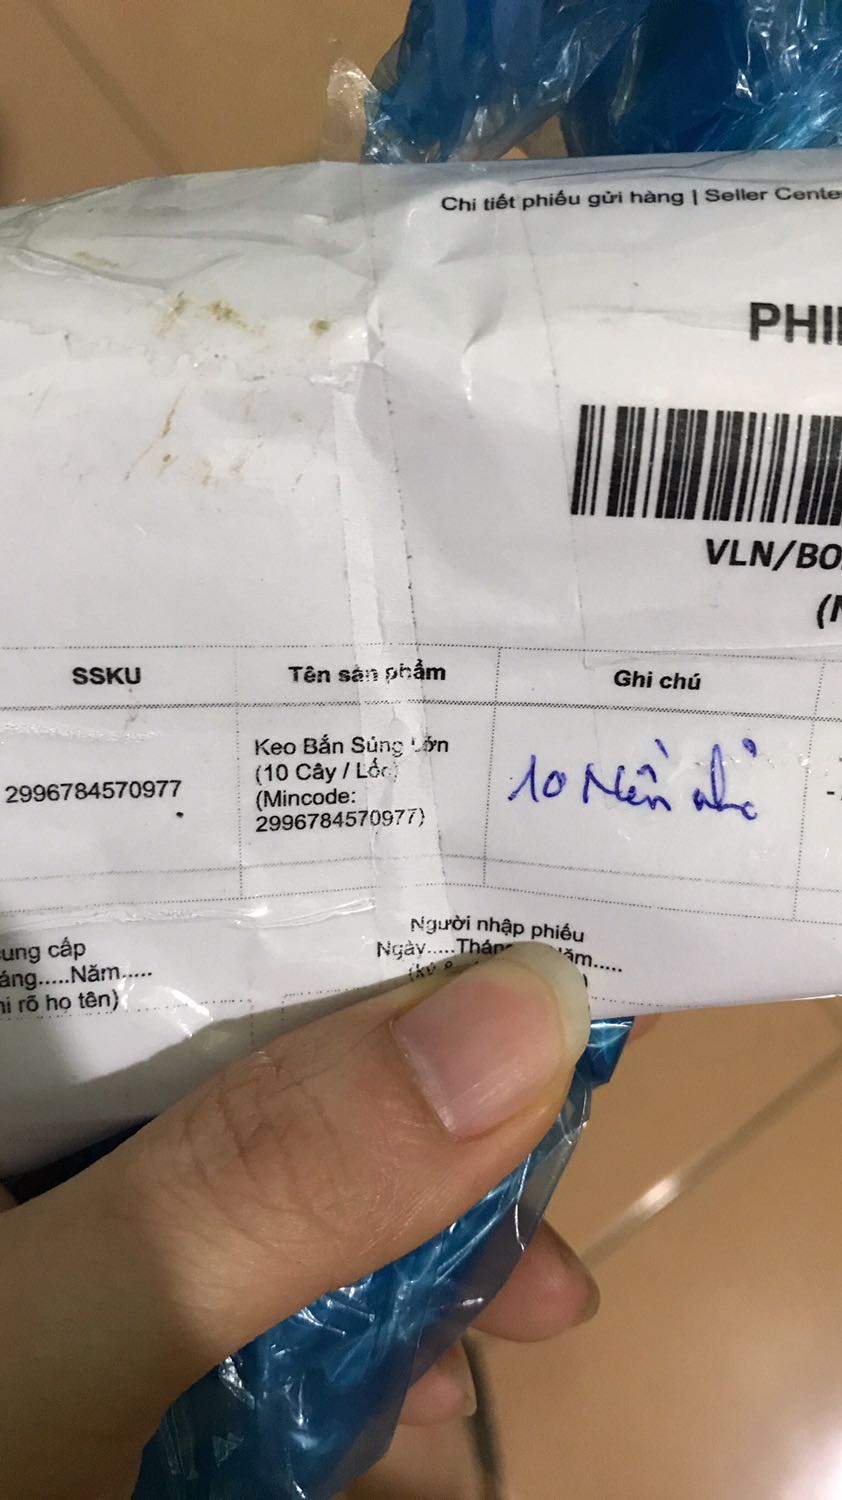 Chi tiết phiếu gửi hàng | Seller Cente
PHI
VLN/BO
(N
SSKU
Tên sản phẩm
Ghi chú
2996784570977
Keo Bắn Súng Lớn
(10 Cây / Lốc)
(Mincode:
2996784570977)
10 Nến nhỏ
ung cấp
áng.....Năm.....
hi rõ họ tên)
Người nhập phiếu
Ngày.....Tháng Năm.....
(ký